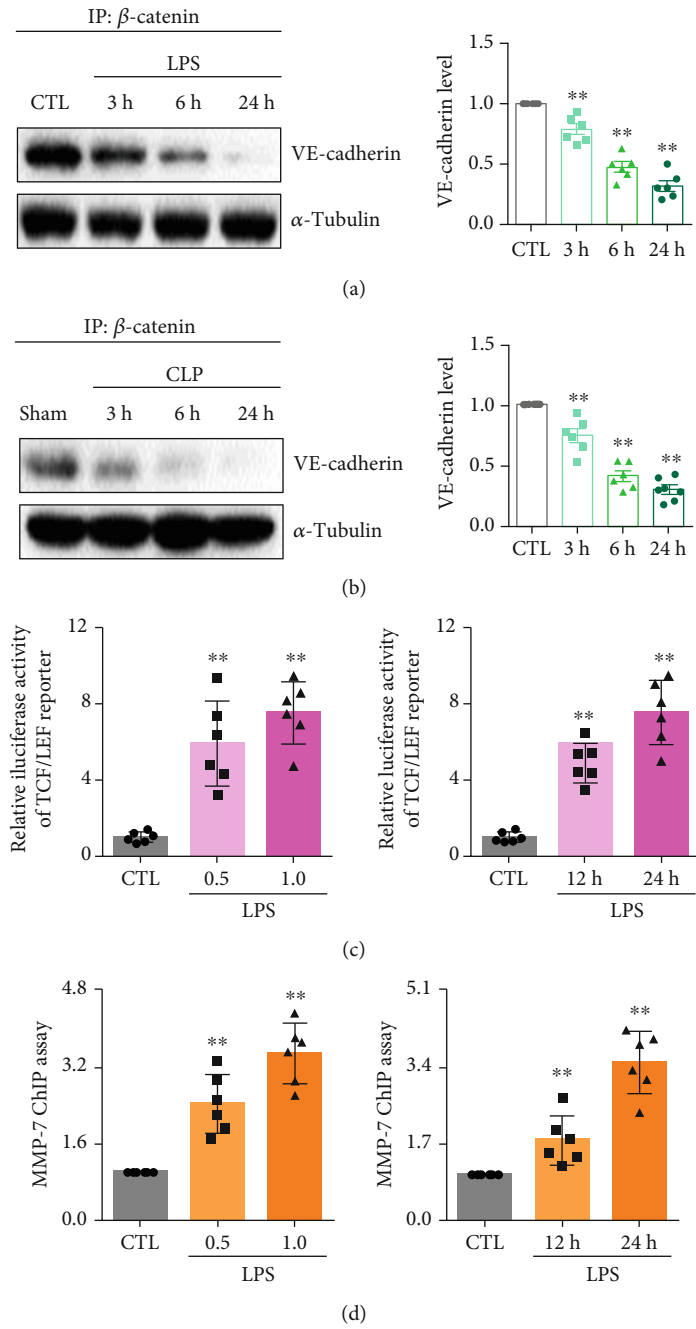 IP: β-catenin
LPS
CTL 3 h 6 h 24 h
VE-cadherin
α-Tubulin
VE-cadherin level
1.5
1.0
0.5
0.0
** ** **
CTL 3 h 6 h 24 h
(a)
IP: β-catenin
CLP
Sham 3 h 6 h 24 h
VE-cadherin
α-Tubulin
VE-cadherin level
1.5
1.0
0.5
0.0
** ** **
CTL 3 h 6 h 24 h
(b)
Relative iluciferase activity
of TCF/LEF reporter
12
8
4
0
** **
CTL 0.5 1.0
LPS
Relative luciferase activity
of TCF/LEF reporter
12
8
4
0
** **
CTL 12 h 24 h
LPS
(c)
MMP-7 ChIP assay
4.8
3.2
1.6
0.0
** **
CTL 0.5 1.0
LPS
MMP-7 ChIP assay
5.1
3.4
1.7
0.0
** **
CTL 12 h 24 h
LPS
(d)